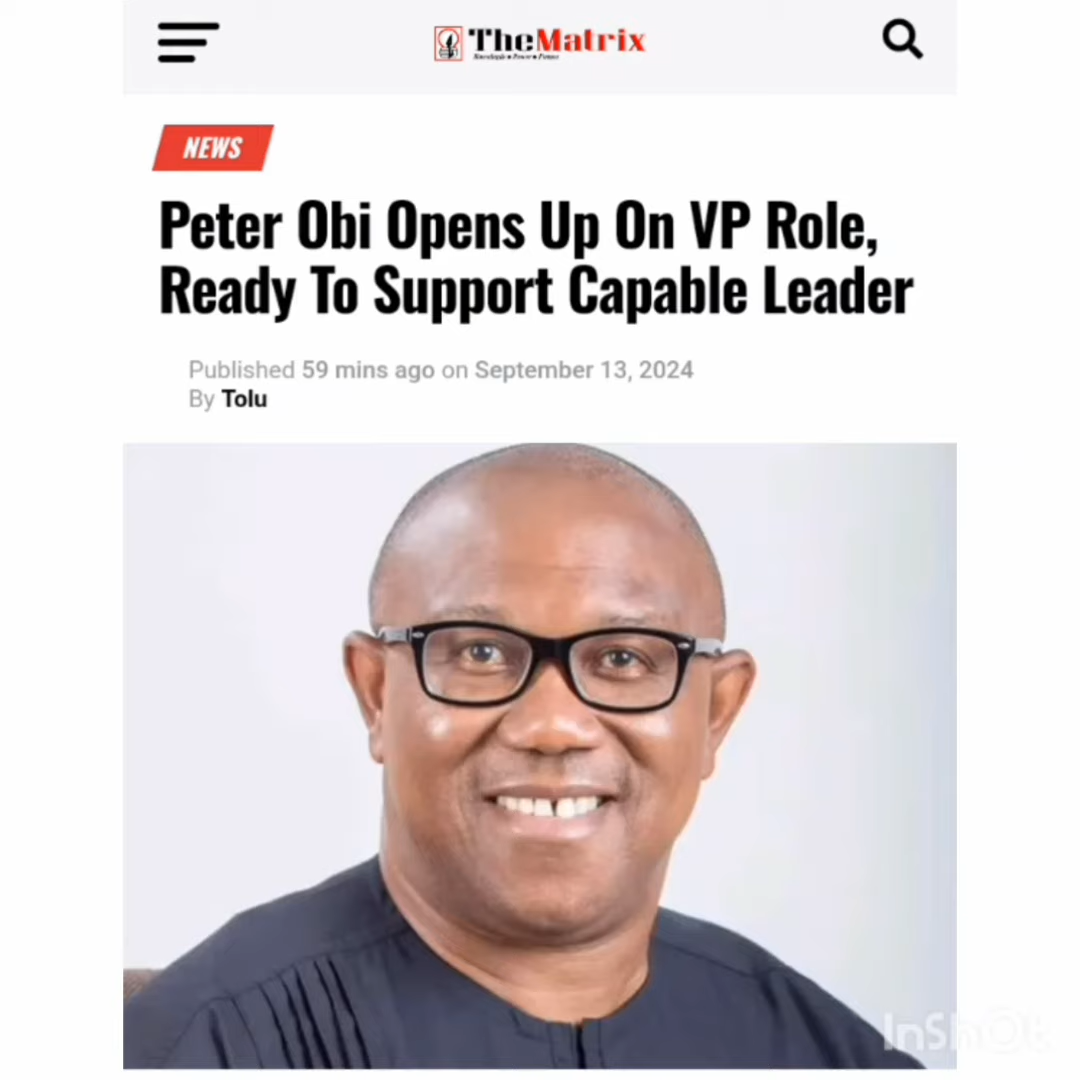 TheMatrix
NEWS
Peter Obi Opens Up On VP Role,
Ready To Support Capable Leader
Published 59 mins ago on September 13, 2024
By Tolu
InShOt